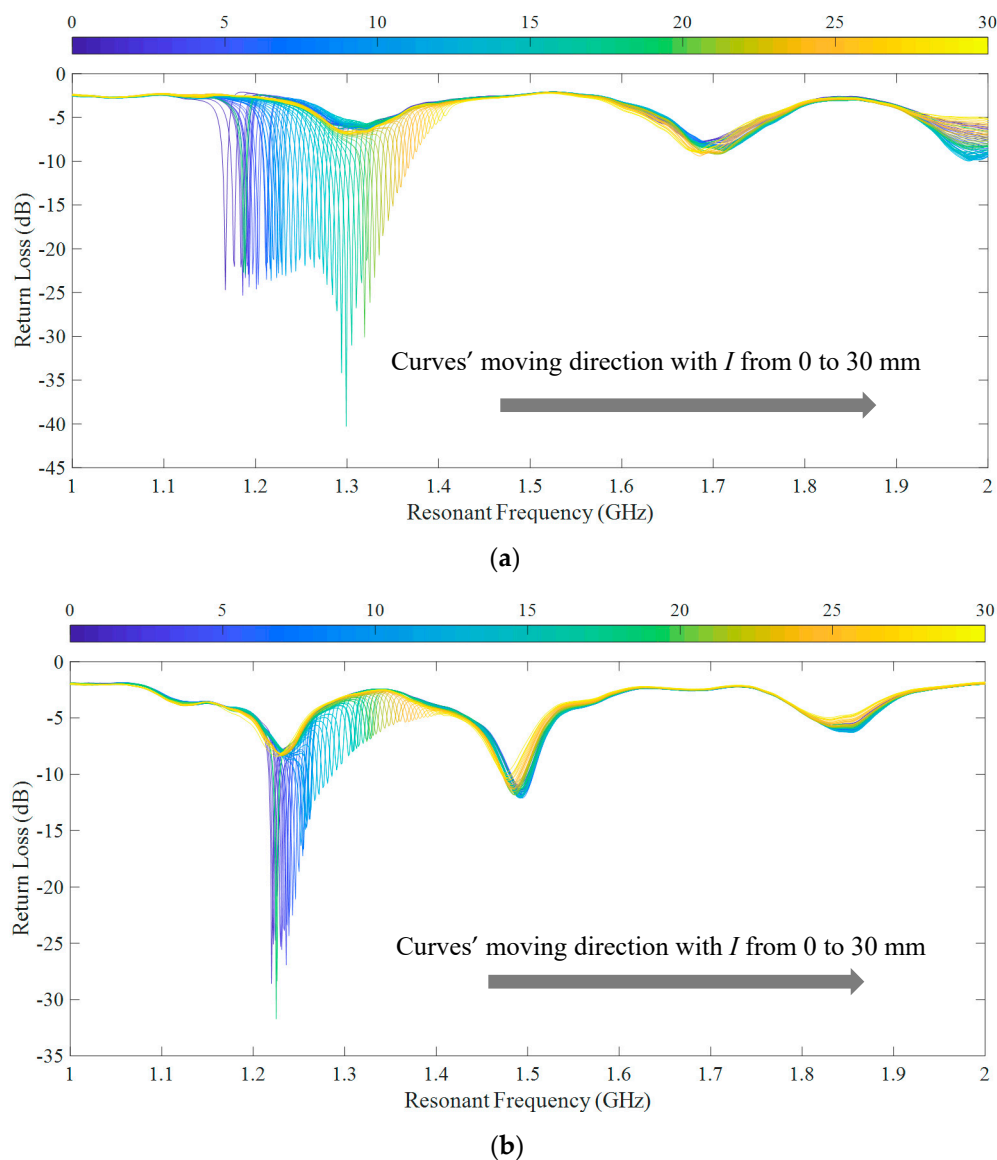 0 5 10 15 20 25 30
0
-5
-10
-15
-20
-25
-30
-35
-40
-45
Return Loss (dB)
Curves′ moving direction with I from 0 to 30 mm
1 1.1 1.2 1.3 1.4 1.5 1.6 1.7 1.8 1.9 2
Resonant Frequency (GHz)
(a)
0 5 10 15 20 25 30
0
-5
-10
-15
-20
-25
-30
-35
Return Loss (dB)
Curves′ moving direction with I from 0 to 30 mm
1 1.1 1.2 1.3 1.4 1.5 1.6 1.7 1.8 1.9 2
Resonant Frequency (GHz)
(b)